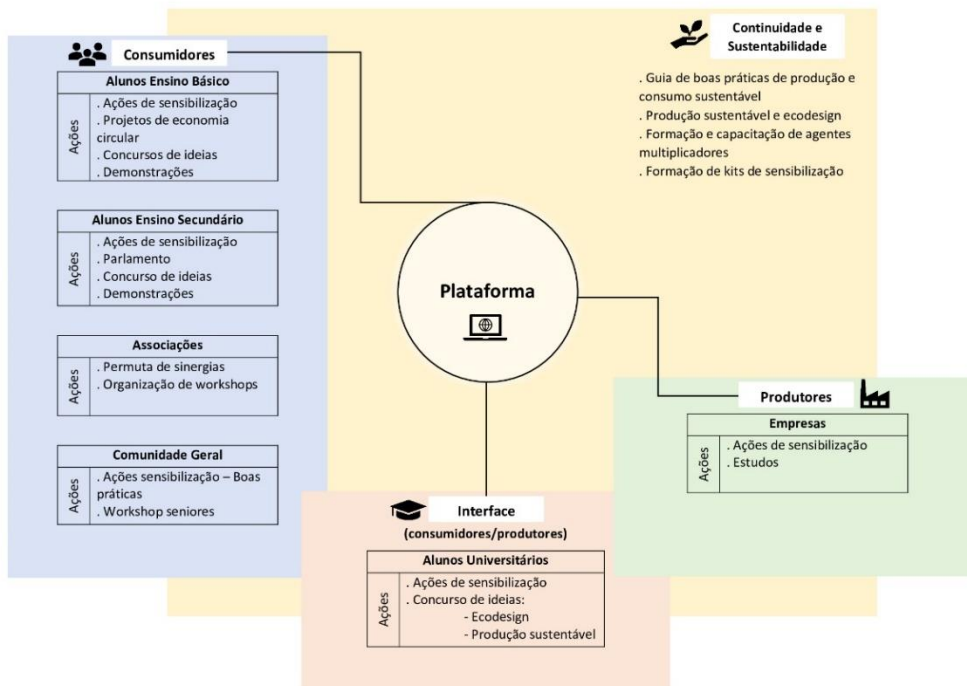 Consumidores
Alunos Ensino Básico
Ações
. Ações de sensibilização
. Projetos de economia
circular
. Concursos de ideias
. Demonstrações
Alunos Ensino Secundário
Ações
. Ações de sensibilização
. Parlamento
. Concurso de ideias
. Demonstrações
Associações
Ações
. Permuta de sinergias
. Organização de workshops
Comunidade Geral
Ações
. Ações sensibilização – Boas
práticas
. Workshop seniores
Continuidade e
Sustentabilidade
. Guia de boas práticas de produção e
consumo sustentável
. Produção sustentável e ecodesign
. Formação e capacitação de agentes
multiplicadores
. Formação de kits de sensibilização
Plataforma
Produtores
Empresas
Ações
. Ações de sensibilização
. Estudos
Interface
(consumidores/produtores)
Alunos Universitários
Ações
. Ações de sensibilização
. Concurso de ideias:
- Ecodesign
- Produção sustentável